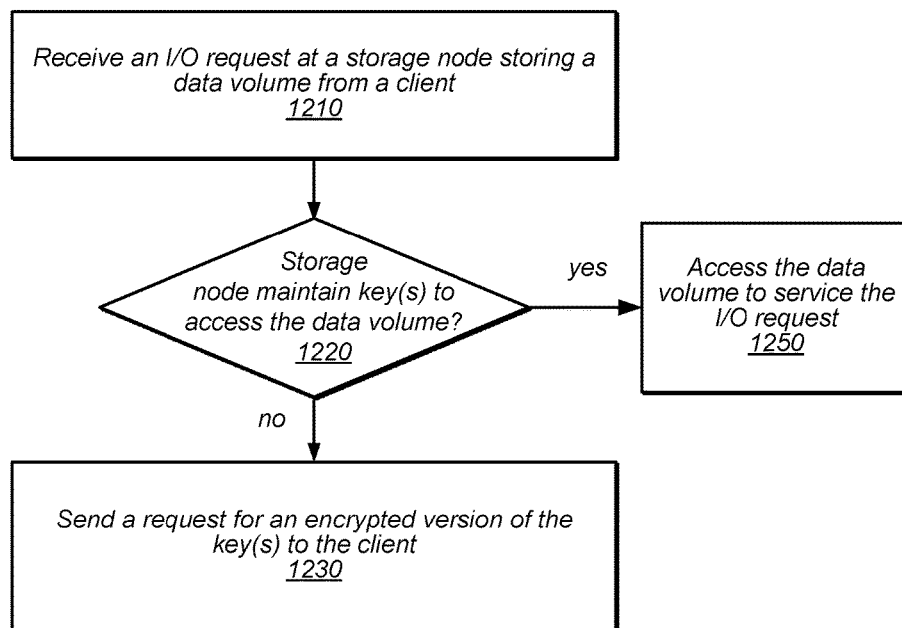 Receive an I/O request at a storage node storing a
data volume from a client
1210
Storage
node maintain key(s) to
access the data volume?
1220
yes
Access the data
volume to service the
I/O request
1250
no
Send a request for an encrypted version of the
key(s) to the client
1230